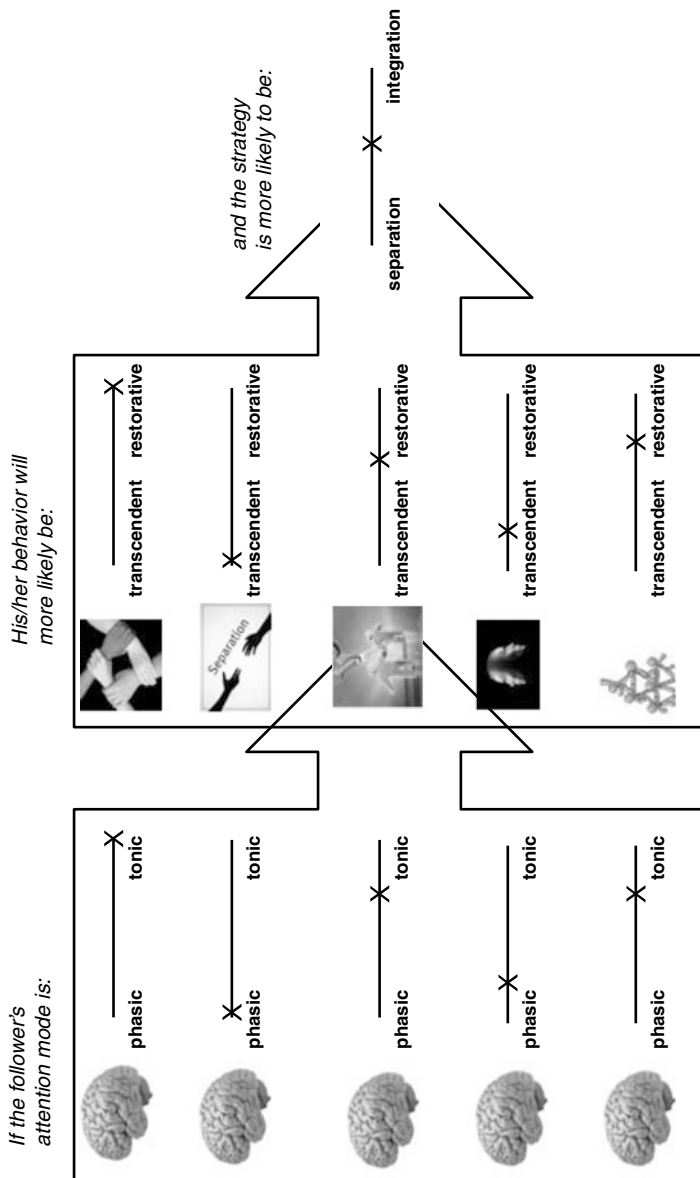 If the follower's
attention mode is:
phasic tonic
phasic tonic
phasic tonic
phasic tonic
phasic tonic
His/her behavior will
more likely be:
transcendent restorative
Separation
transcendent restorative
transcendent restorative
transcendent restorative
transcendent restorative
and the strategy
is more likely to be:
separation integration